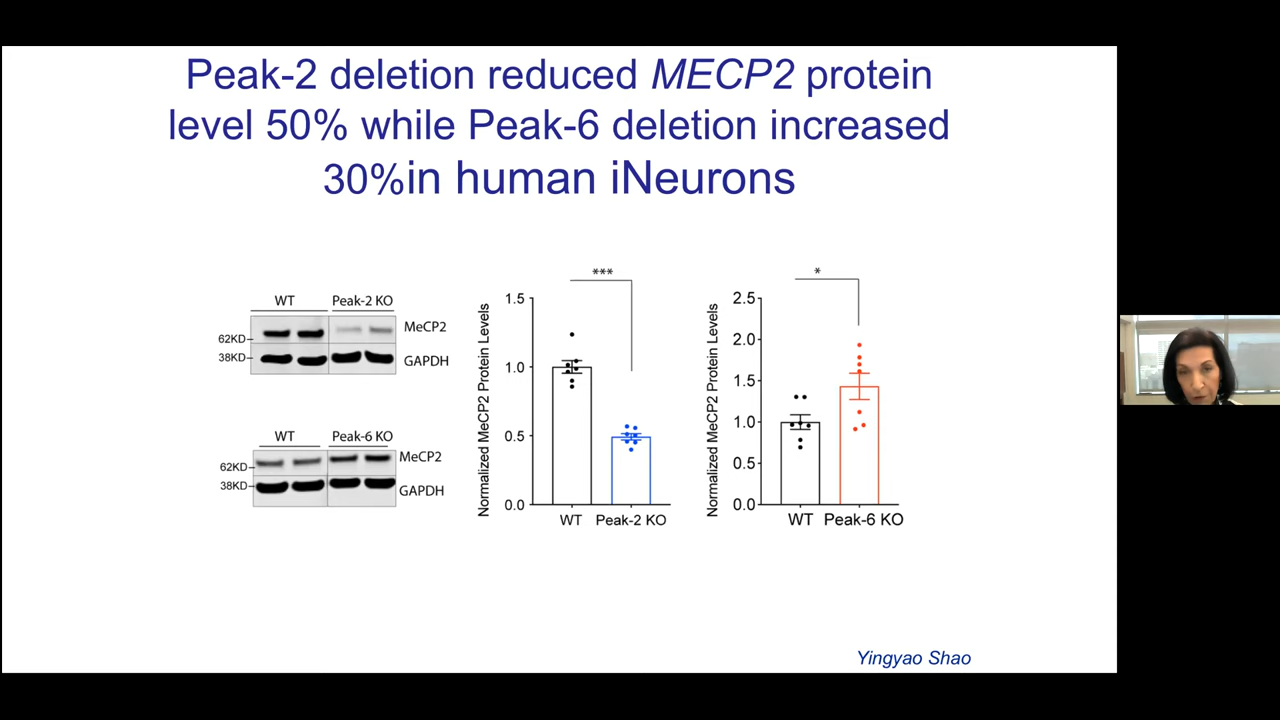 Peak-2 deletion reduced MECP2 protein
level 50% while Peak-6 deletion increased
30%in human iNeurons
WT Peak-2 KO
MeCP2
62KD
38KD
GAPDH
WT Peak-6 KO
MeCP2
62KD
38KD
GAPDH
***
Normalized MeCP2 Protein Levels
1.5
1.0
0.5
0.0
WT Peak-2 KO
*
Normalized MeCP2 Protein Levels
2.5
2.0
1.5
1.0
0.5
0.0
WT Peak-6 KO
Yingyao Shao